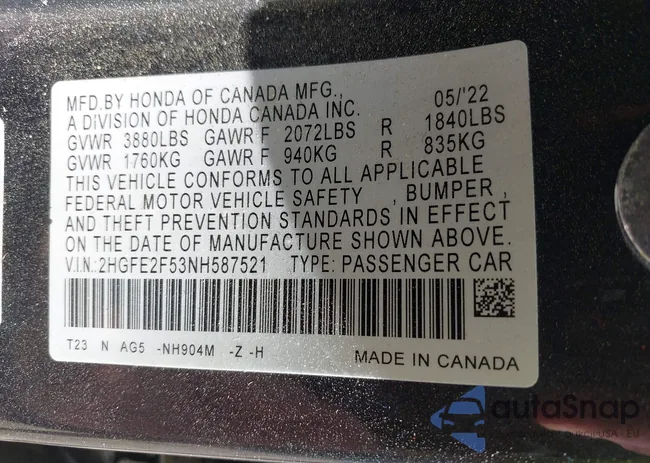 MFD.BY HONDA OF CANADA MFG., 05/'22
A DIVISION OF HONDA CANADA INC.
GVWR 3880LBS GAWR F 2072LBS R 1840LBS
GVWR 1760KG GAWR F 940KG R 835KG
THIS VEHICLE CONFORMS TO ALL APPLICABLE
FEDERAL MOTOR VEHICLE SAFETY , BUMPER ,
AND THEFT PREVENTION STANDARDS IN EFFECT
ON THE DATE OF MANUFACTURE SHOWN ABOVE.
V.I.N.:2HGFE2F53NH587521 TYPE: PASSENGER CAR
T23 N AG5 -NH904M -Z -H
MADE IN CANADA
autoSnap